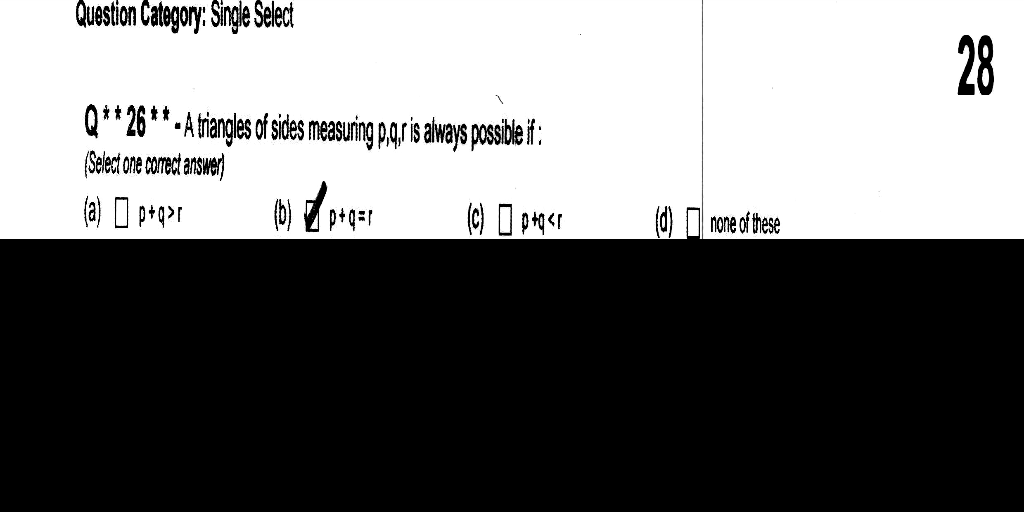 Question Category: Single Select
28
Q * * 26 * * - A triangles of sides measuring p,q,r is always possible if :
(Select one correct answer)
(a) ☐ p+q>r (b) ☑ p+q=r (c) ☐ p+q<r (d) ☐ none of these